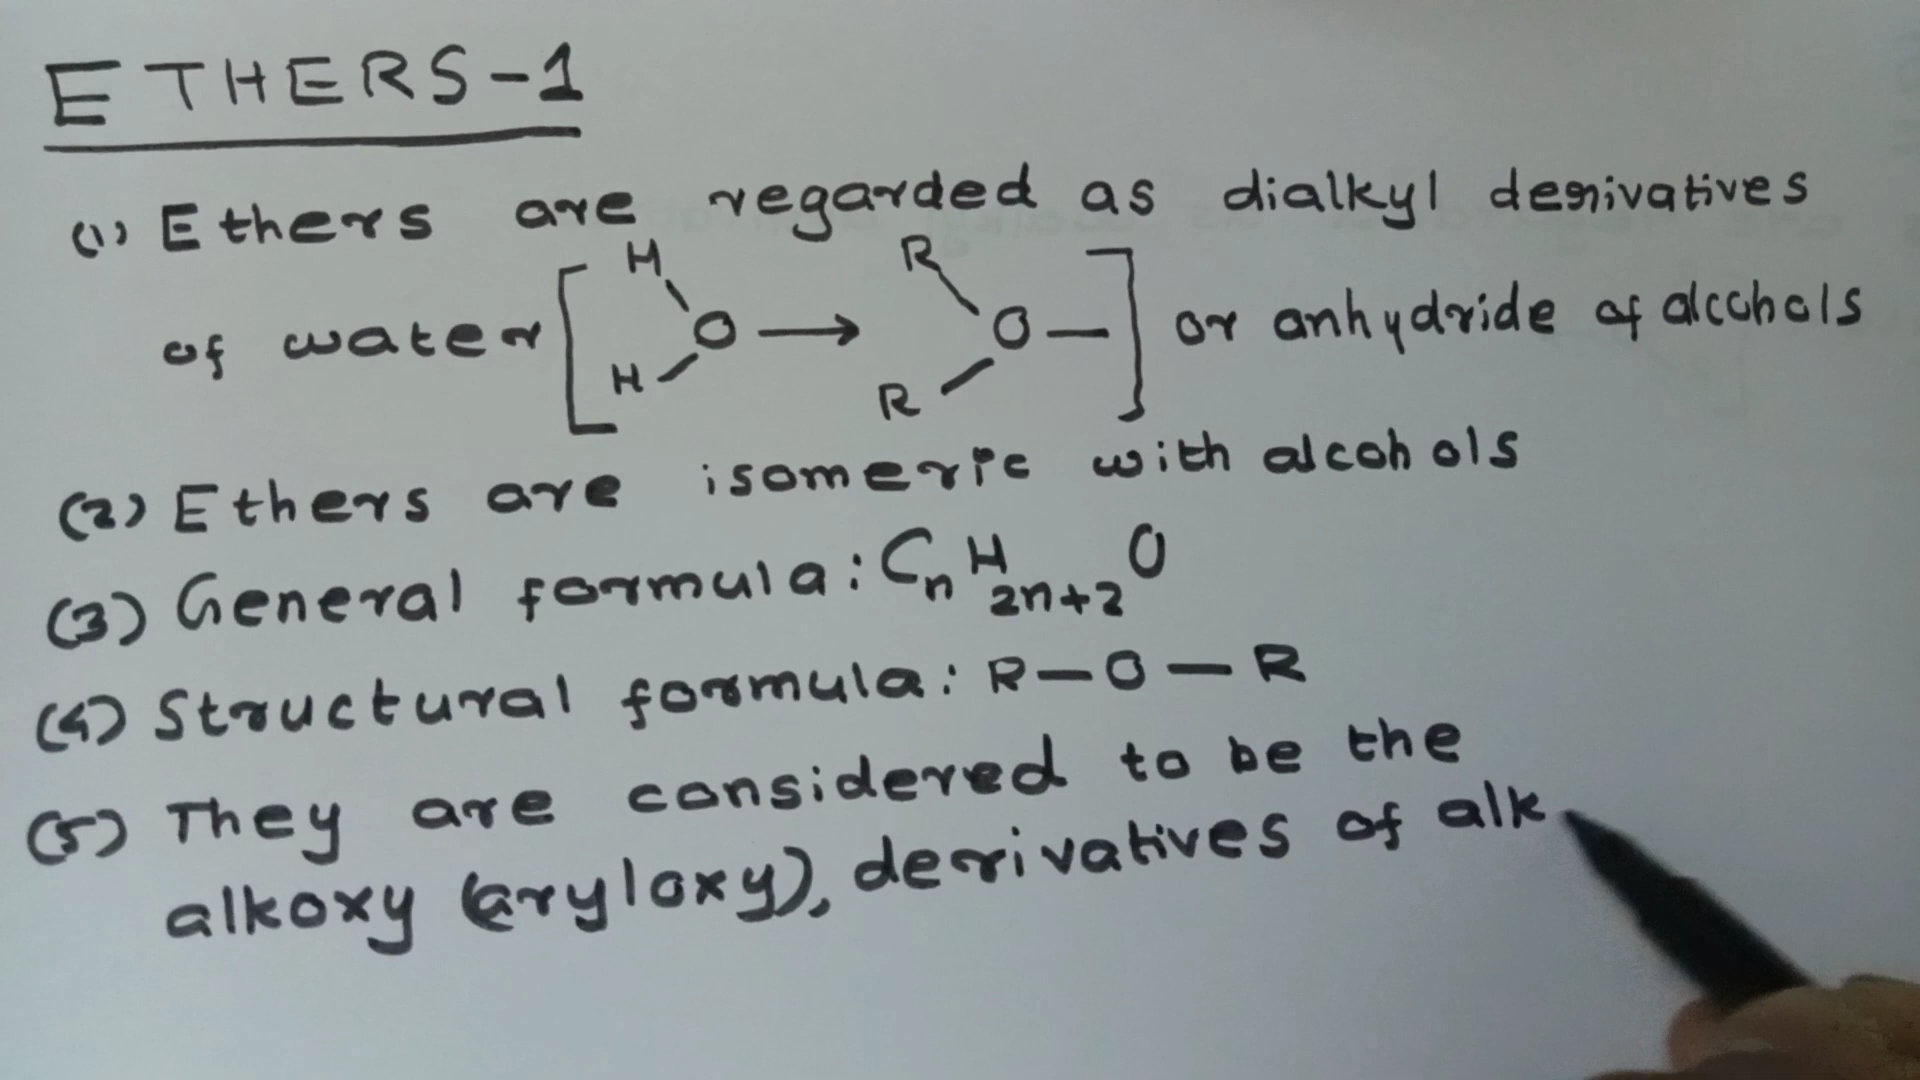 ETHERS-1
(1) Ethers are regarded as dialkyl derivatives
of water [H H O → R R O —] or anhydride of alcohols
(2) Ethers are isomeric with alcohols
(3) General formula: CnH2n+2O
(4) Structural formula: R—O—R
(5) They are considered to be the
alkoxy (aryloxy), derivatives of alk